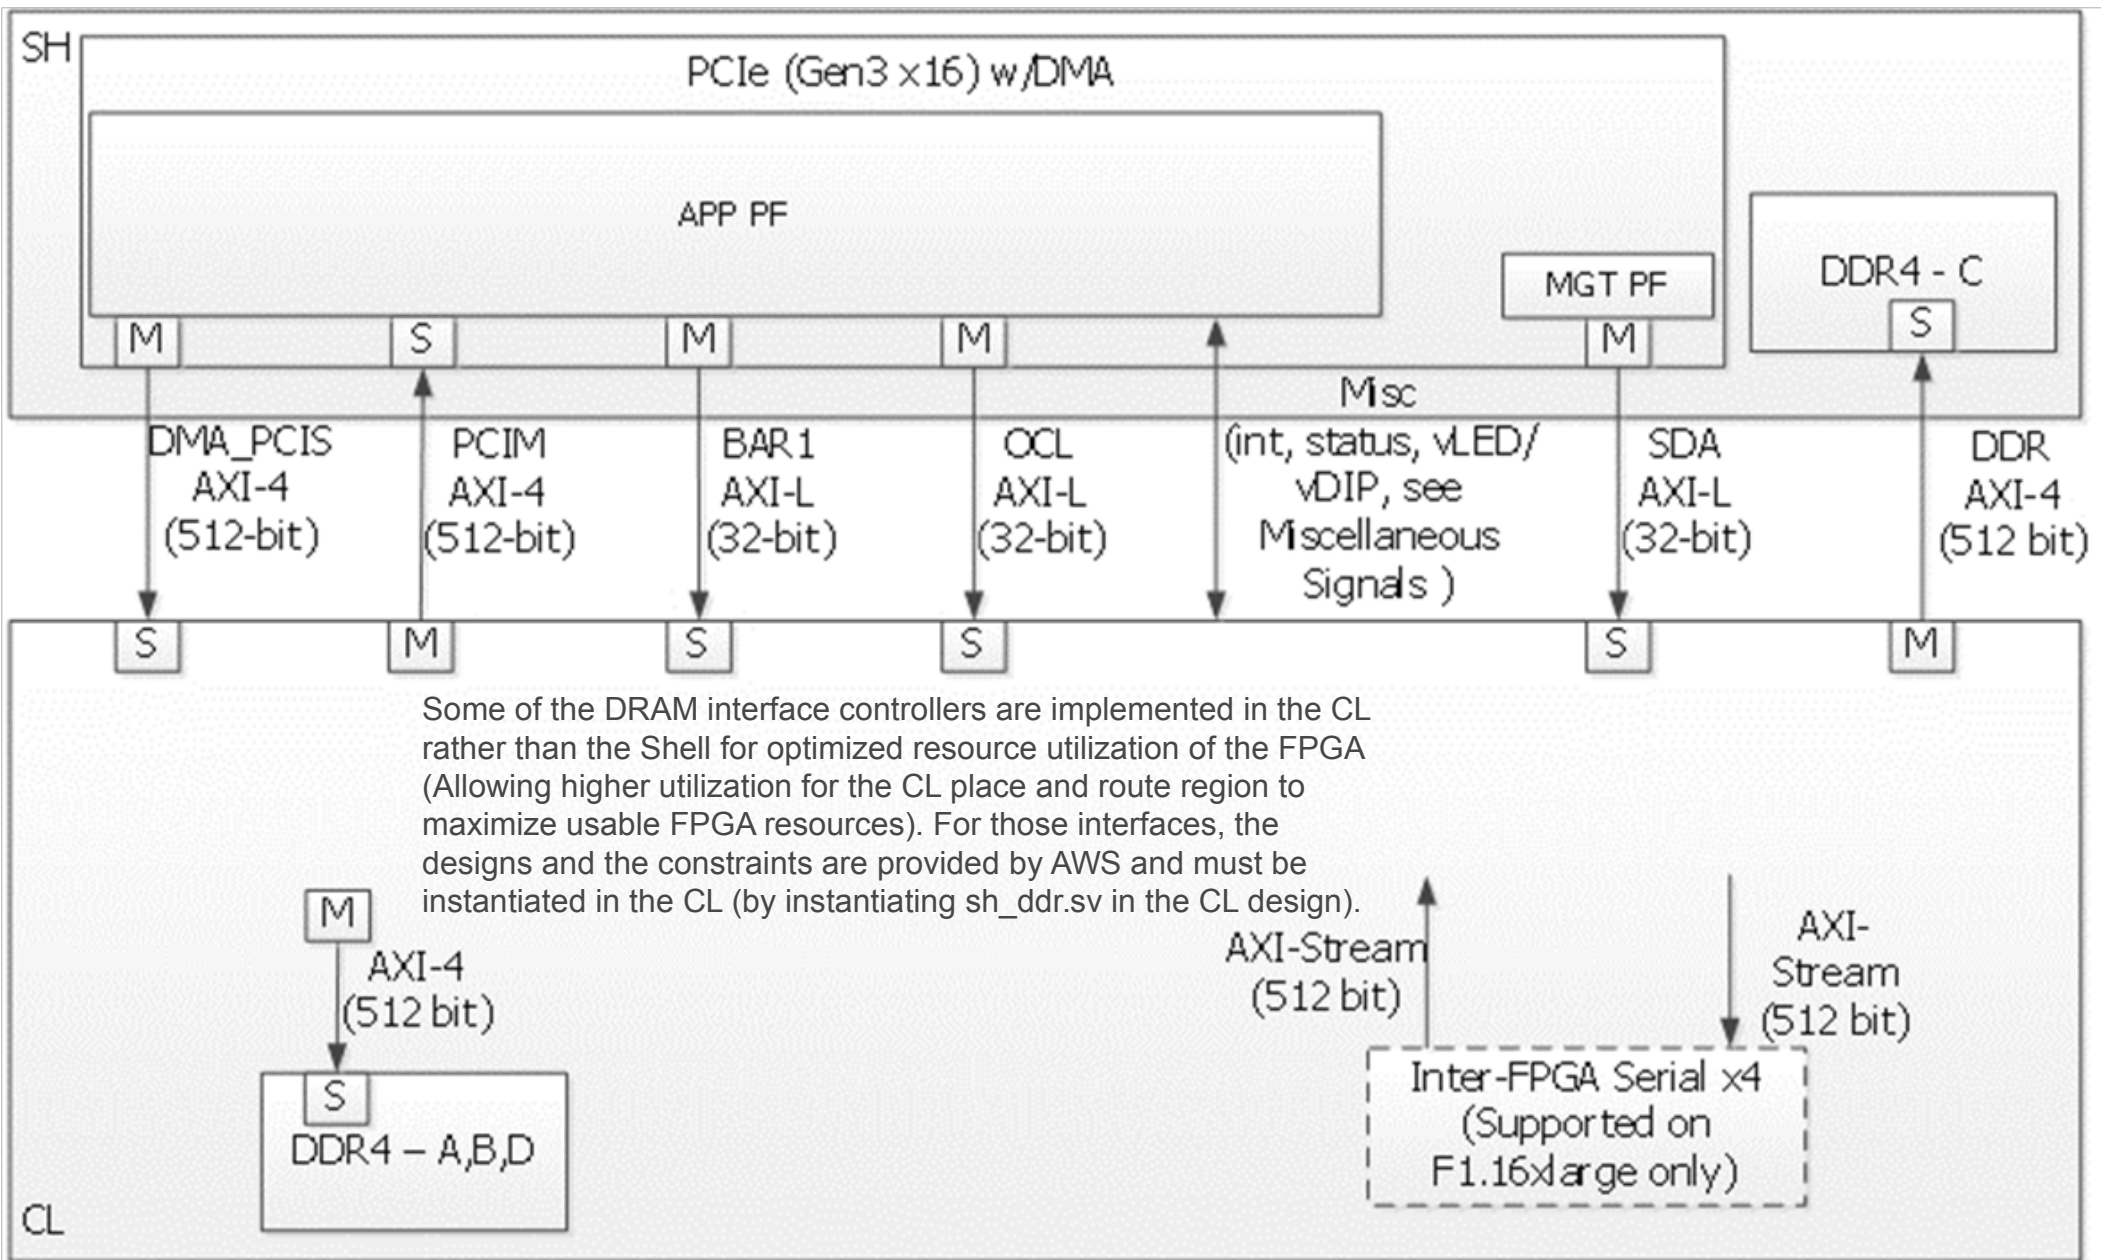 SH
PCIe (Gen3 x16) w/DMA
APP PF
MGT PF
DDR4 - C
M
S
M
M
M
S
Misc
DMA_PCIS
AXI-4
(512-bit)
PCIM
AXI-4
(512-bit)
BAR1
AXI-L
(32-bit)
OCL
AXI-L
(32-bit)
(int, status, vLED/
vDIP, see
Miscellaneous
Signals )
SDA
AXI-L
(32-bit)
DDR
AXI-4
(512 bit)
S
M
S
S
S
M
Some of the DRAM interface controllers are implemented in the CL
rather than the Shell for optimized resource utilization of the FPGA
(Allowing higher utilization for the CL place and route region to
maximize usable FPGA resources). For those interfaces, the
designs and the constraints are provided by AWS and must be
instantiated in the CL (by instantiating sh_ddr.sv in the CL design).
M
AXI-4
(512 bit)
S
DDR4 – A,B,D
AXI-Stream
(512 bit)
AXI-
Stream
(512 bit)
Inter-FPGA Serial x4
(Supported on
F1.16xlarge only)
CL